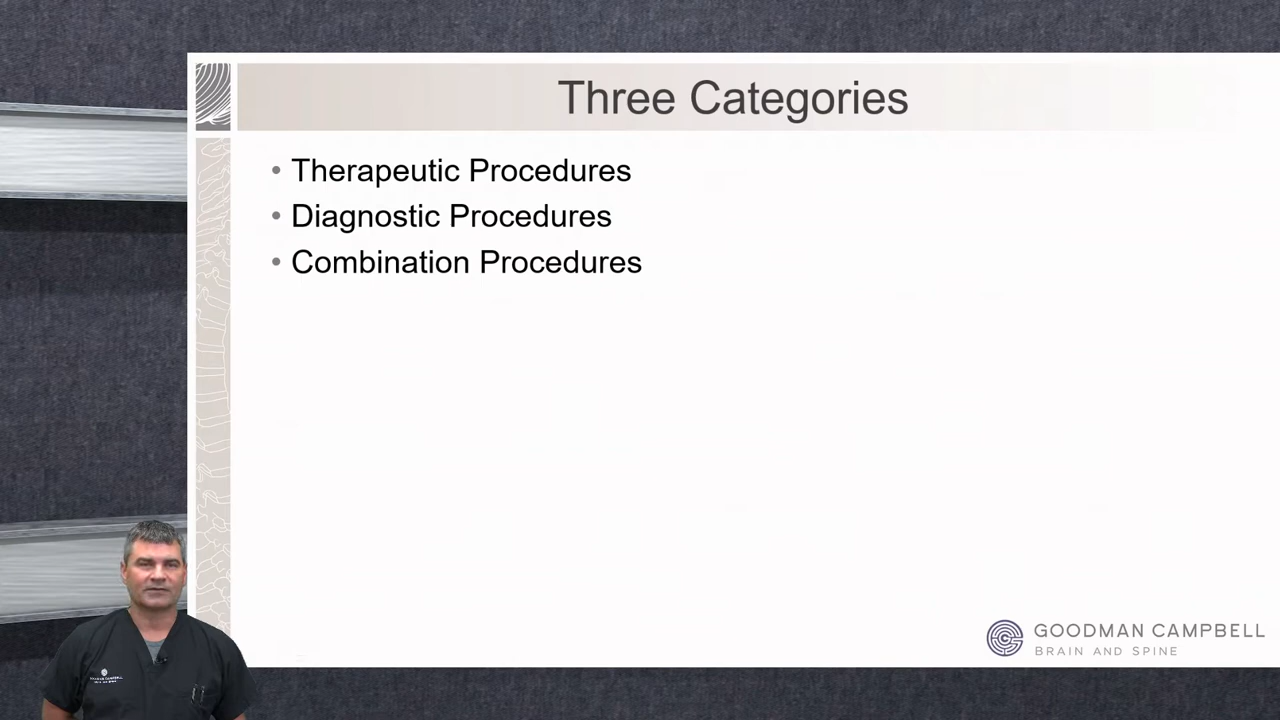 Three Categories
• Therapeutic Procedures
• Diagnostic Procedures
• Combination Procedures
GOODMAN CAMPBELL
BRAIN AND SPINE